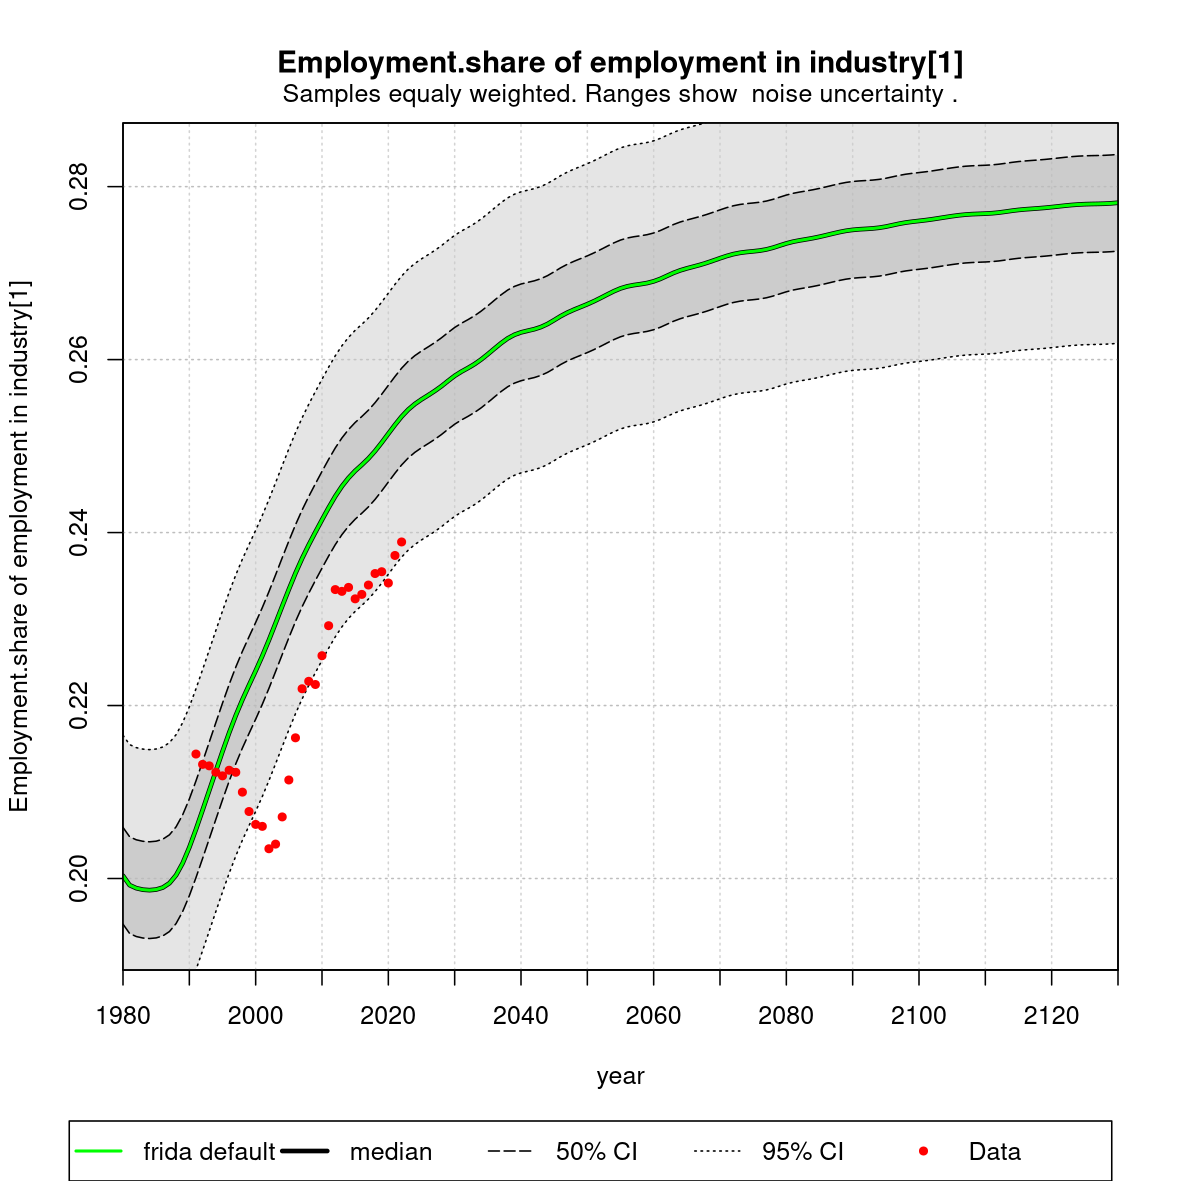 Employment.share of employment in industry[1]
Samples equaly weighted. Ranges show  noise uncertainty .
Employment.share of employment in industry[1]
0.28
0.26
0.24
0.22
0.20
1980 2000 2020 2040 2060 2080 2100 2120
year
frida default median 50% CI 95% CI Data